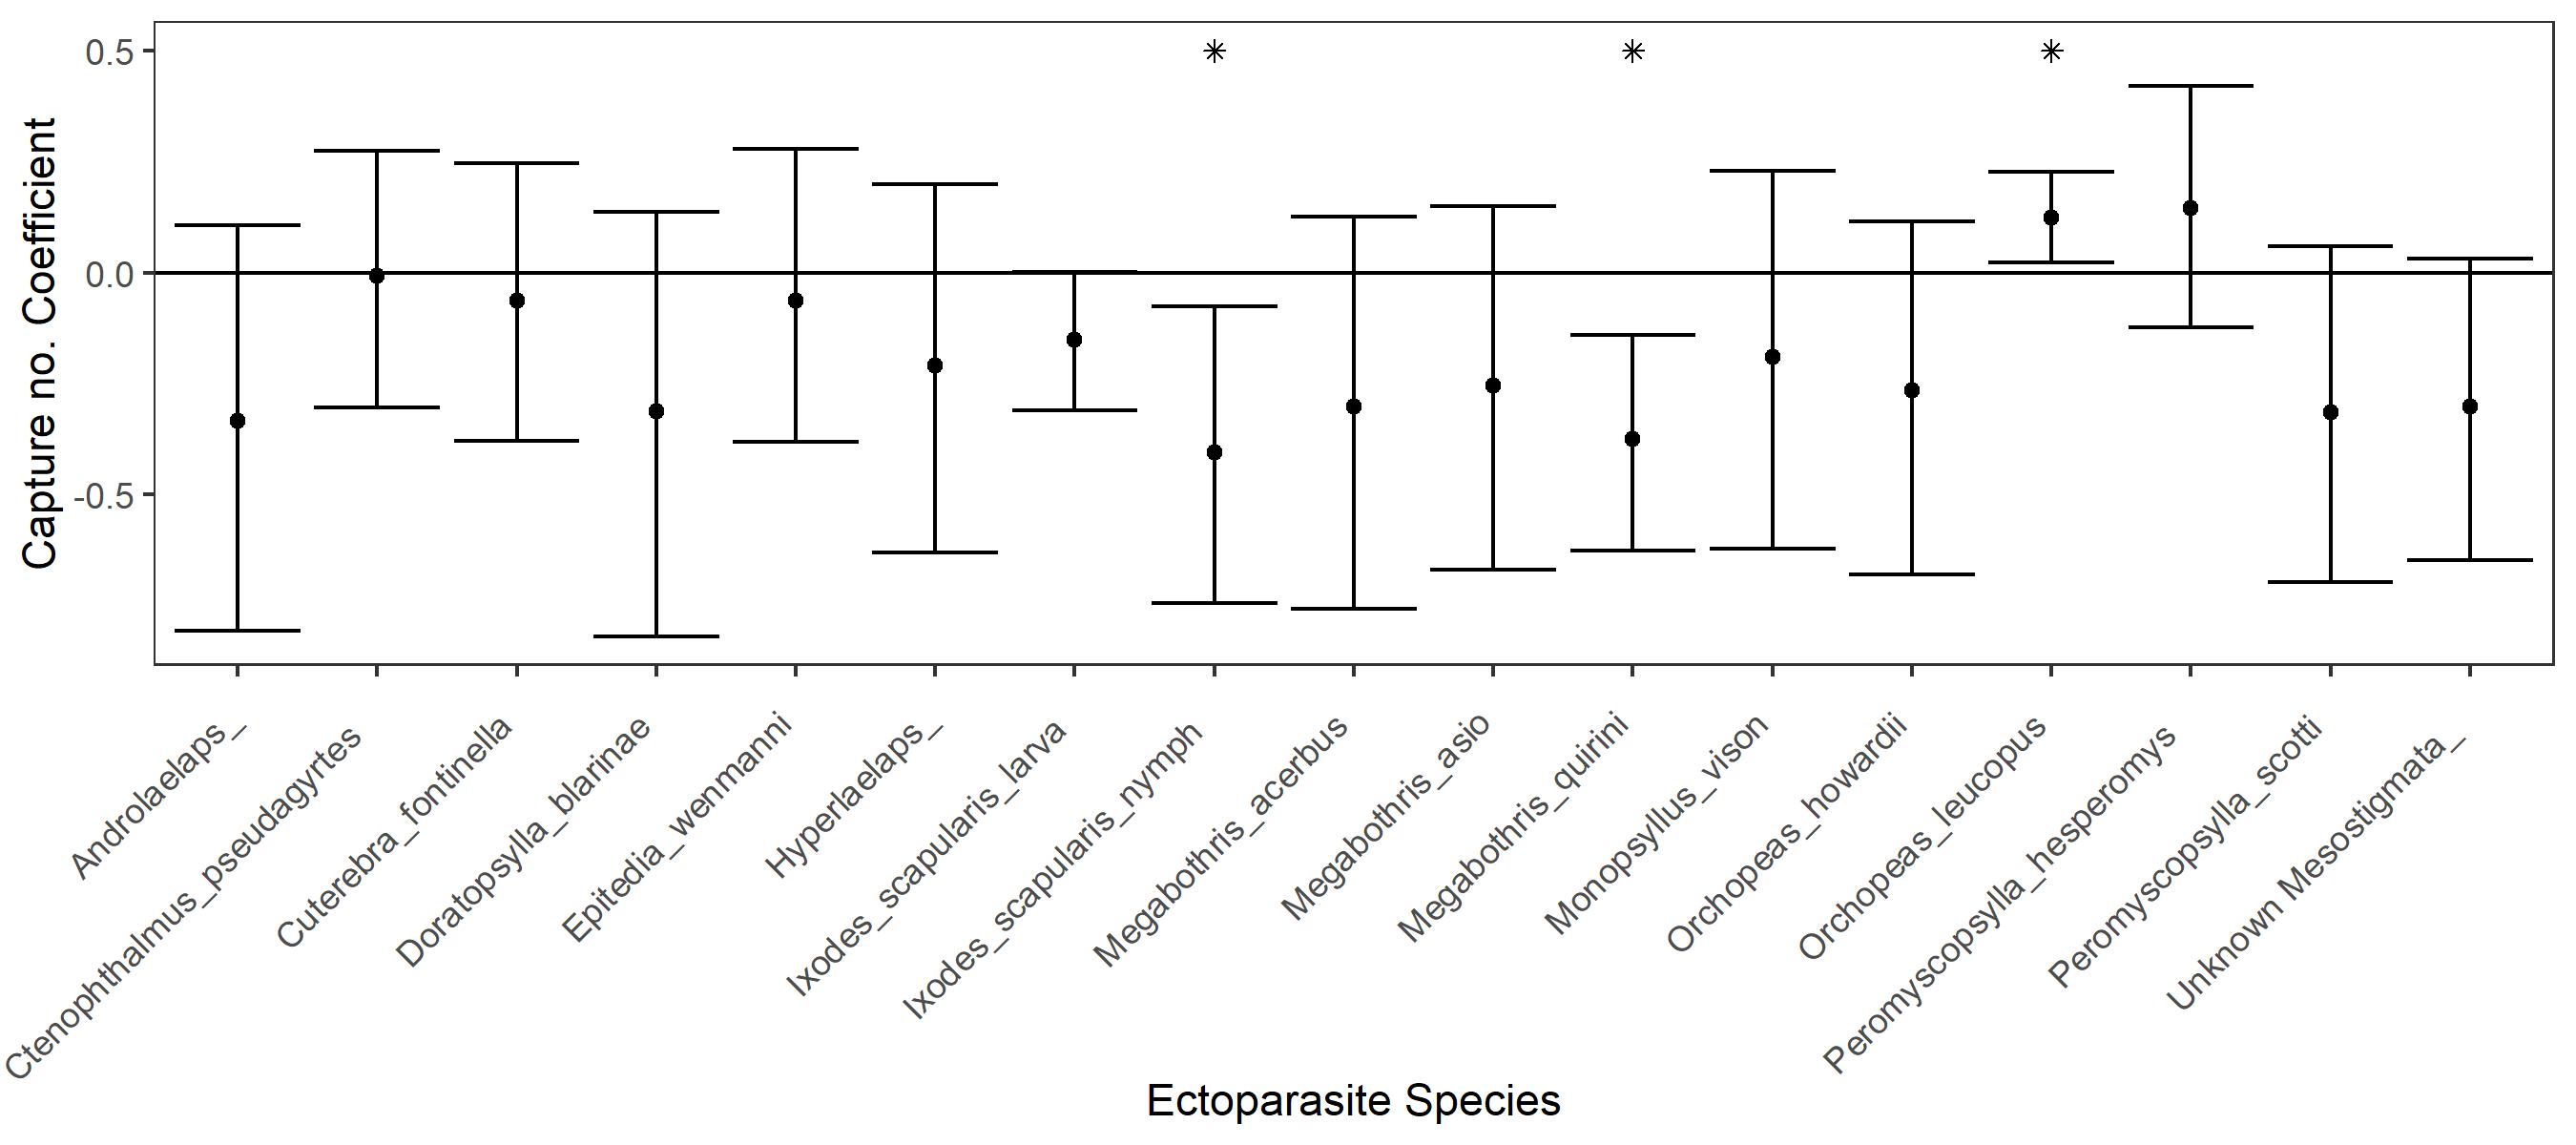 Capture no. Coefficient
0.5
0.0
-0.5
* * *
Androlaelaps_
Ctenophthalmus_pseudagyrtes
Cuterebra_fontinella
Doratopsylla_blarinae
Epitedia_wenmanni
Hyperlaelaps_
Ixodes_scapularis_larva
Ixodes_scapularis_nymph
Megabothris_acerbus
Megabothris_asio
Megabothris_quirini
Monopsyllus_vison
Orchopeas_howardii
Orchopeas_leucopus
Peromyscopsylla_hesperomys
Peromyscopsylla_scotti
Unknown Mesostigmata_
Ectoparasite Species